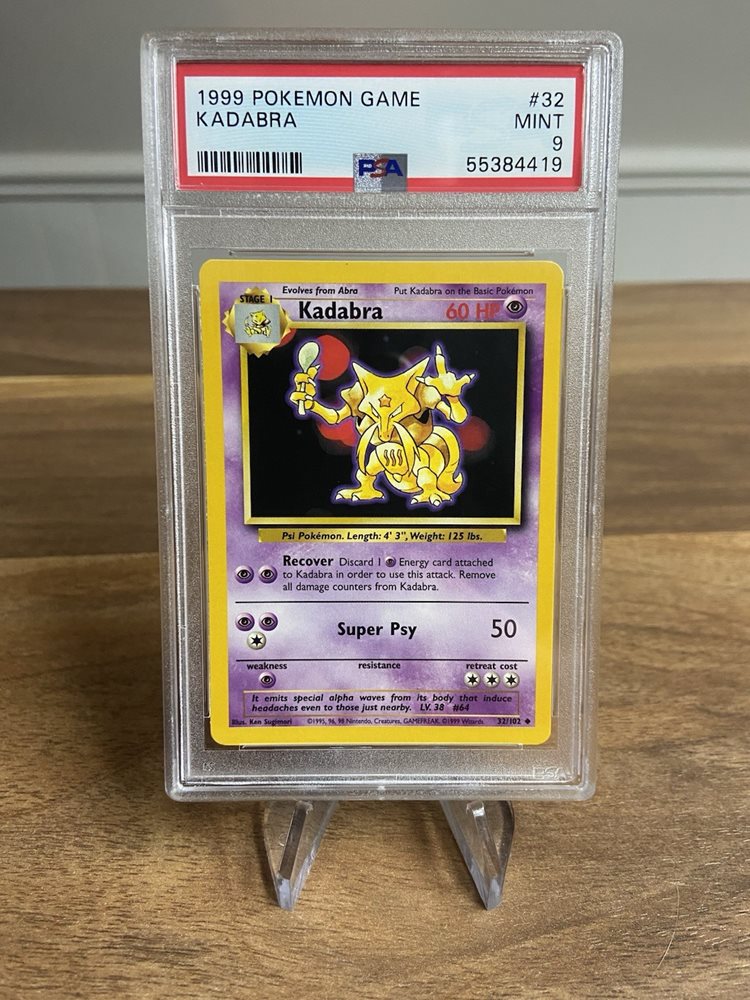 1999 POKEMON GAME #32
KADABRA MINT
9
PSA 55384419
Evolves from Abra Put Kadabra on the Basic Pokémon
STAGE 1 Kadabra 60 HP
Psi Pokémon. Length: 4' 3", Weight: 125 lbs.
Recover Discard 1 Energy card attached
to Kadabra in order to use this attack. Remove
all damage counters from Kadabra.
Super Psy 50
weakness resistance retreat cost
It emits special alpha waves from its body that induce
headaches even to those just nearby. LV. 38 #64
Illus. Ken Sugimori ©1995, 96, 98 Nintendo, Creatures, GAMEFREAK. ©1999 Wizards. 32/102
PSA